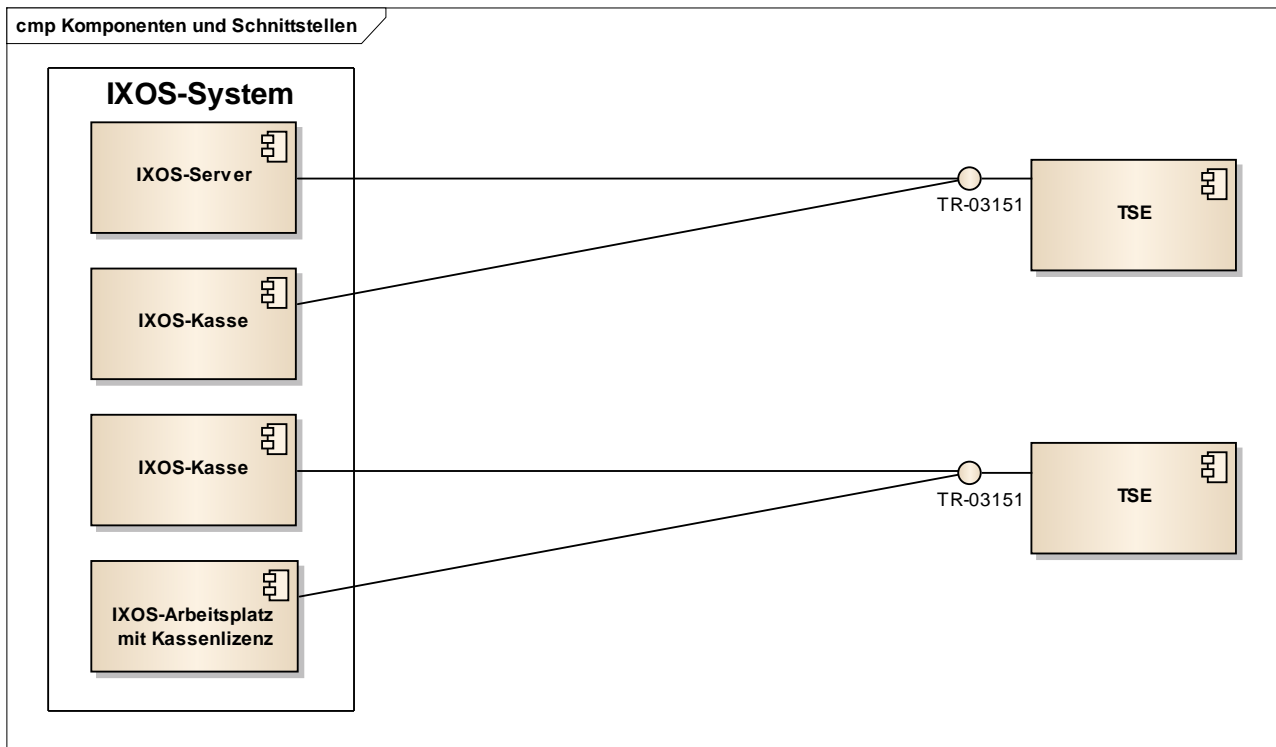 cmp Komponenten und Schnittstellen
IXOS-System
IXOS-Server
TR-03151
TSE
IXOS-Kasse
IXOS-Kasse
TR-03151
TSE
IXOS-Arbeitsplatz
mit Kassenlizenz